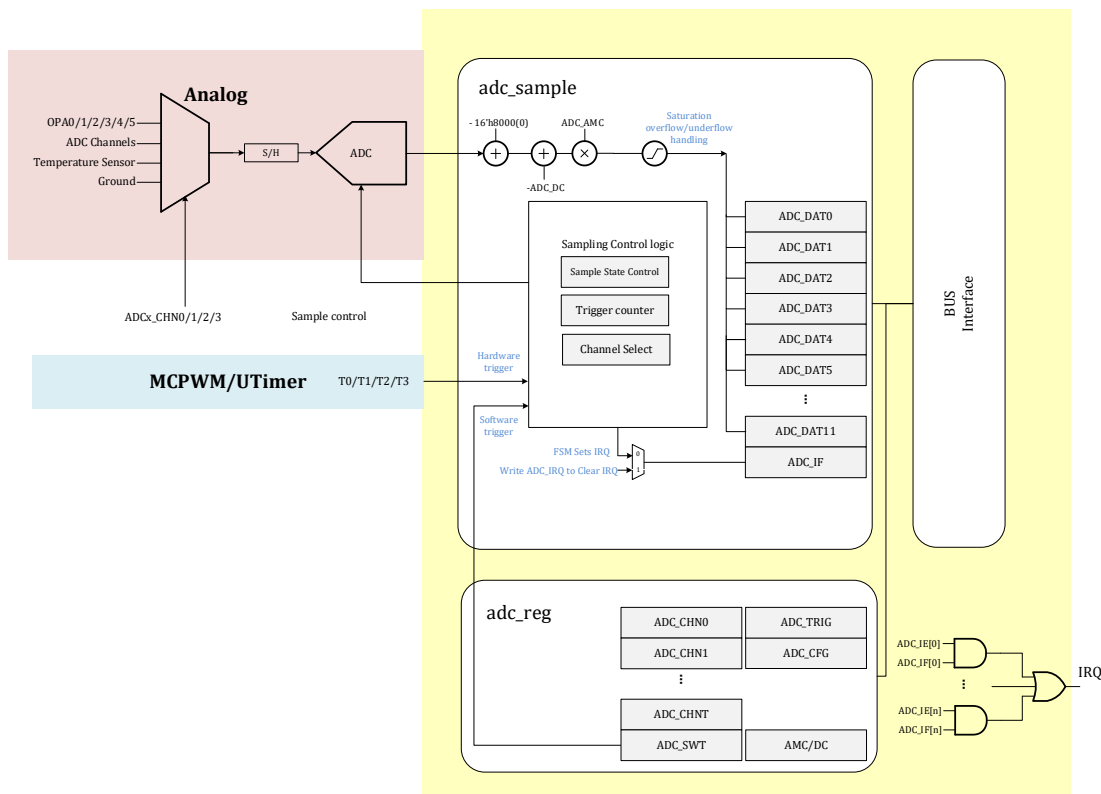 Analog
OPA0/1/2/3/4/5
ADC Channels
Temperature Sensor
Ground
S/H
ADC
ADCx_CHN0/1/2/3
Sample control
MCPWM/UTimer
T0/T1/T2/T3
adc_sample
- 16'h8000(0)
ADC_AMC
Saturation
overflow/underflow
handling
+
+
×
-ADC_DC
Sampling Control logic
Sample State Control
Trigger counter
Channel Select
Hardware
trigger
Software
trigger
FSM Sets IRQ
Write ADC_IRQ to Clear IRQ
0
1
ADC_DAT0
ADC_DAT1
ADC_DAT2
ADC_DAT3
ADC_DAT4
ADC_DAT5
⋮
ADC_DAT11
ADC_IF
BUS
Interface
adc_reg
ADC_CHN0
ADC_TRIG
ADC_CHN1
ADC_CFG
⋮
ADC_CHNT
ADC_SWT
AMC/DC
ADC_IE[0]
ADC_IF[0]
⋮
ADC_IE[n]
ADC_IF[n]
IRQ